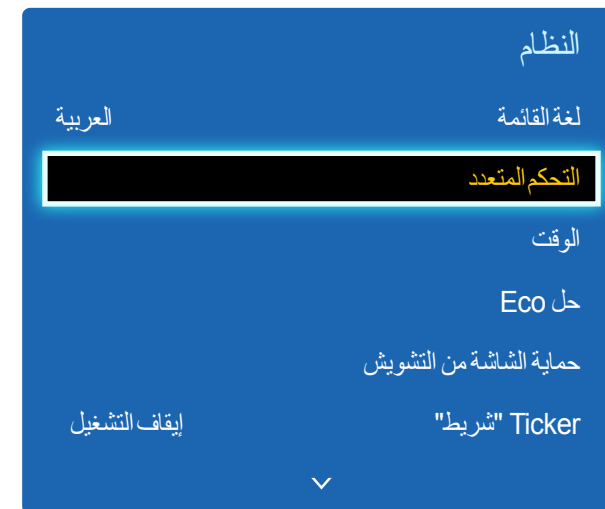 النظام
لغة القائمة العربية
التحكم المتعدد
الوقت
حل Eco
حماية الشاشة من التشويش
Ticker "شريط" إيقاف التشغيل